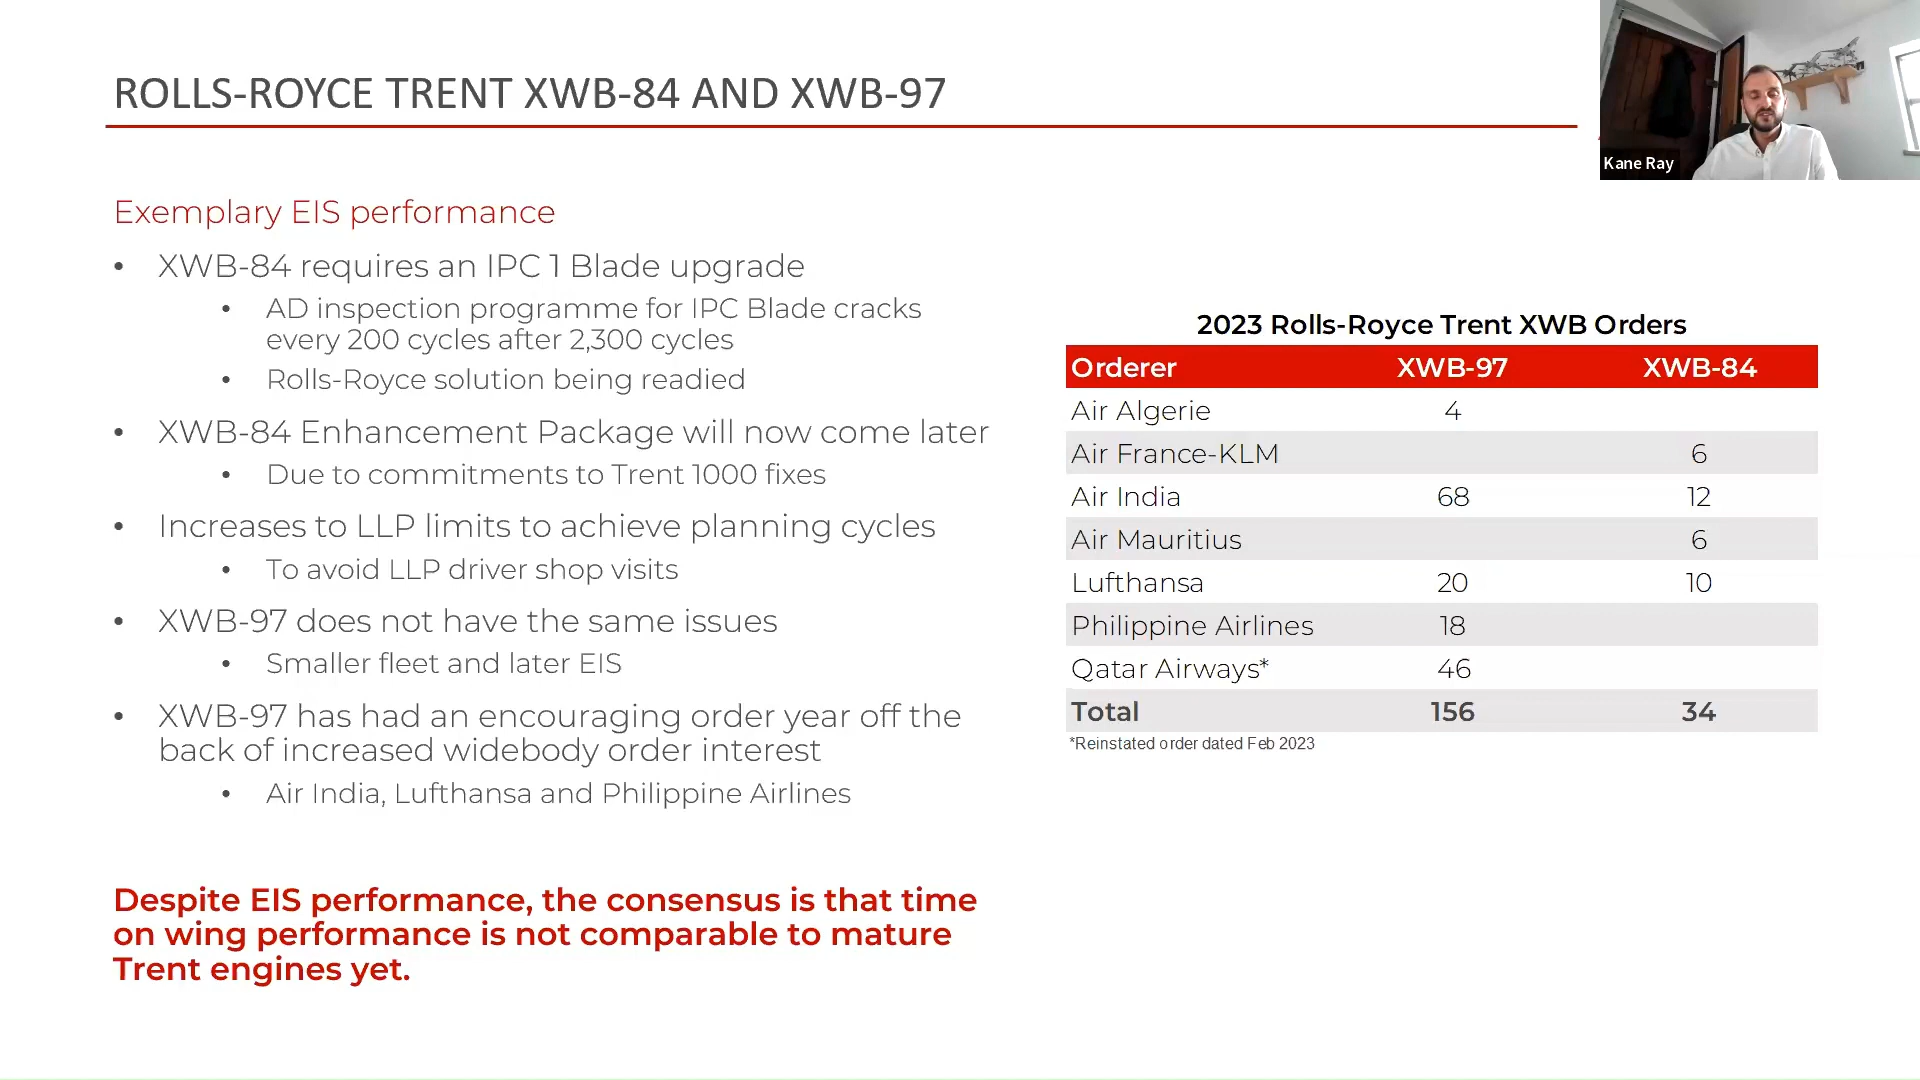 ROLLS-ROYCE TRENT XWB-84 AND XWB-97
Kane Ray
Exemplary EIS performance
• XWB-84 requires an IPC 1 Blade upgrade
• AD inspection programme for IPC Blade cracks
every 200 cycles after 2,300 cycles
• Rolls-Royce solution being readied
• XWB-84 Enhancement Package will now come later
• Due to commitments to Trent 1000 fixes
• Increases to LLP limits to achieve planning cycles
• To avoid LLP driver shop visits
• XWB-97 does not have the same issues
• Smaller fleet and later EIS
• XWB-97 has had an encouraging order year off the
back of increased widebody order interest
• Air India, Lufthansa and Philippine Airlines
Despite EIS performance, the consensus is that time
on wing performance is not comparable to mature
Trent engines yet.
2023 Rolls-Royce Trent XWB Orders
Orderer XWB-97 XWB-84
Air Algerie 4
Air France-KLM 6
Air India 68 12
Air Mauritius 6
Lufthansa 20 10
Philippine Airlines 18
Qatar Airways* 46
Total 156 34
*Reinstated order dated Feb 2023